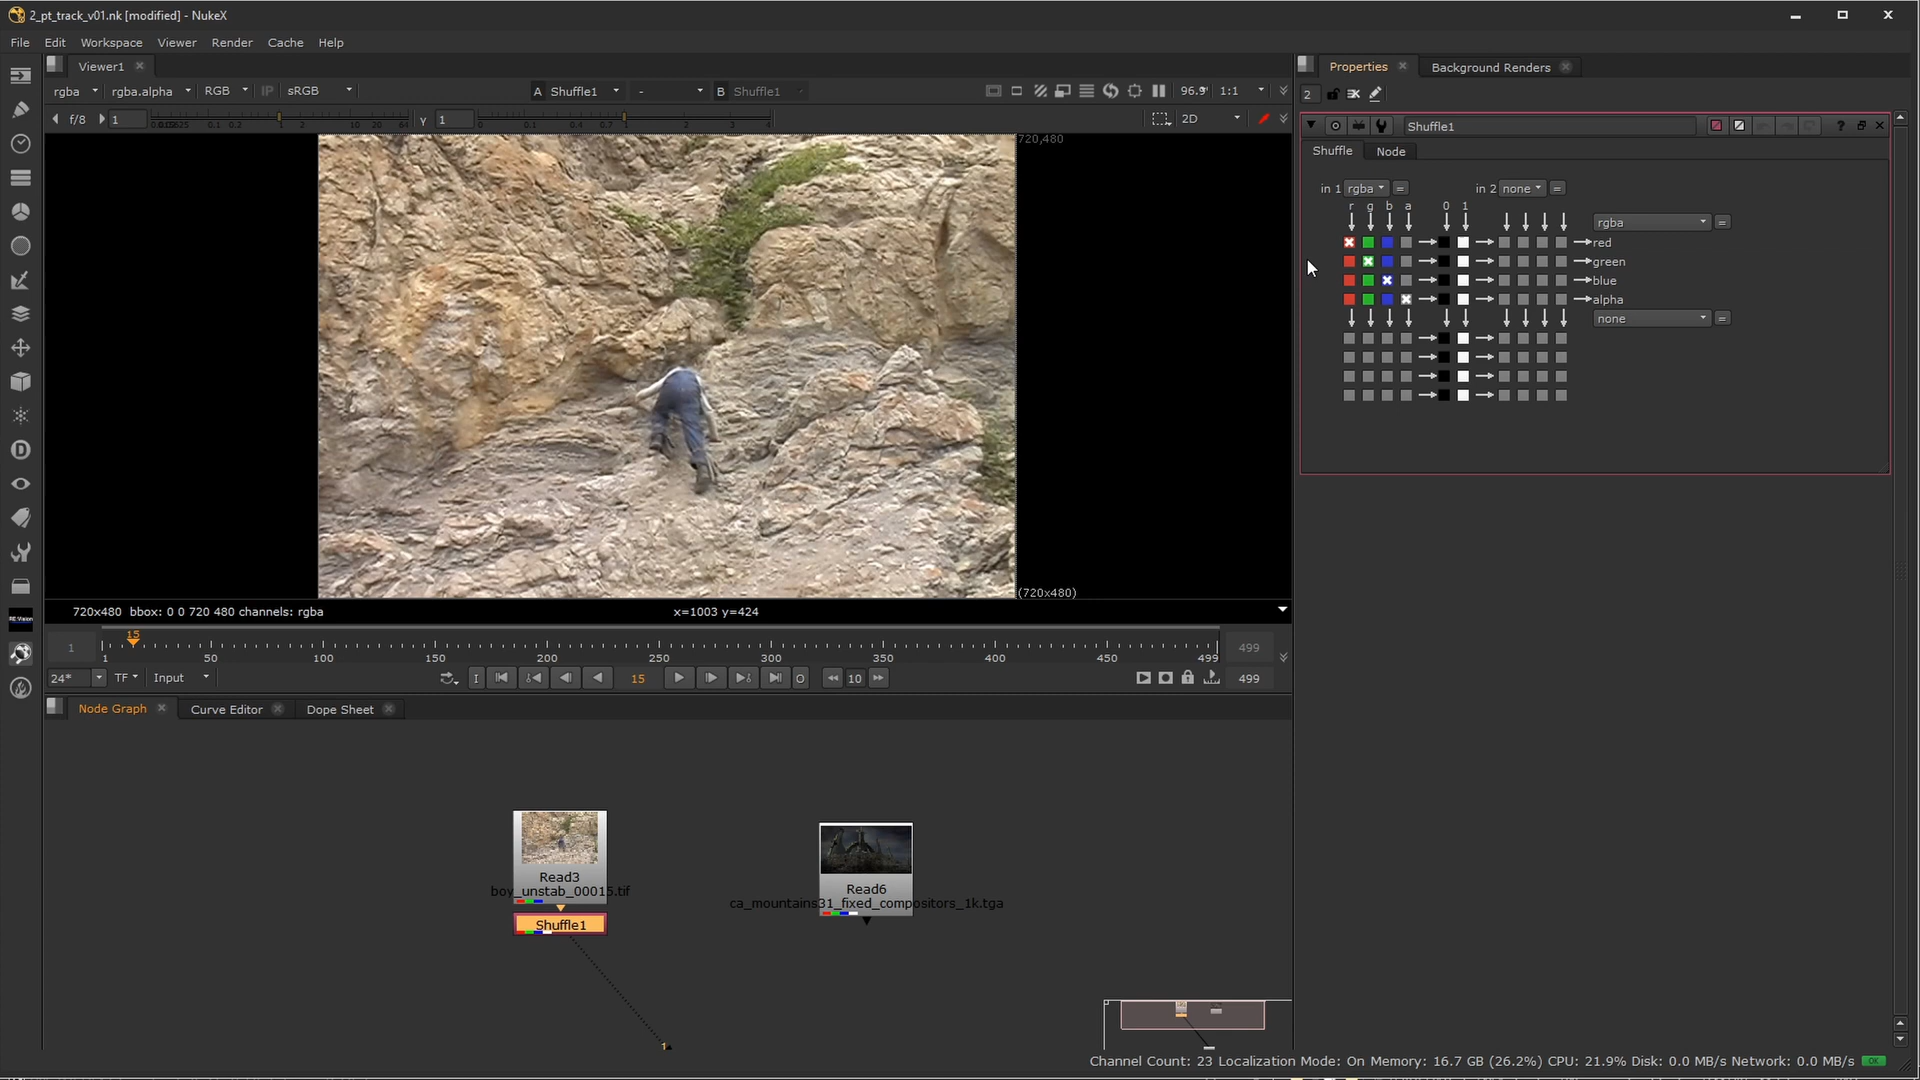 2_pt_track_v01.nk [modified] - NukeX
File Edit Workspace Viewer Render Cache Help
Viewer1
Properties
Background Renders
rgba rgba.alpha RGB IP sRGB A Shuffle1 - B Shuffle1 1:1
2
f/8 1 y 1 2D
Shuffle1
Shuffle Node
720,480
in 1 rgba = in 2 none =
r g b a 0 1
rgba =
red
green
blue
alpha
none =
(720x480)
720x480 bbox: 0 0 720 480 channels: rgba
x=1003 y=424
15
1 499
1 50 100 150 200 250 300 350 400 450 499
24* TF Input I 15 O 10 499
Node Graph Curve Editor Dope Sheet
Read3
boy_unstab_00015.tif
Shuffle1
Read6
ca_mountains31_fixed_compositors_1k.tga
1
Channel Count: 23 Localization Mode: On Memory: 16.7 GB (26.2%) CPU: 21.9% Disk: 0.0 MB/s Network: 0.0 MB/s